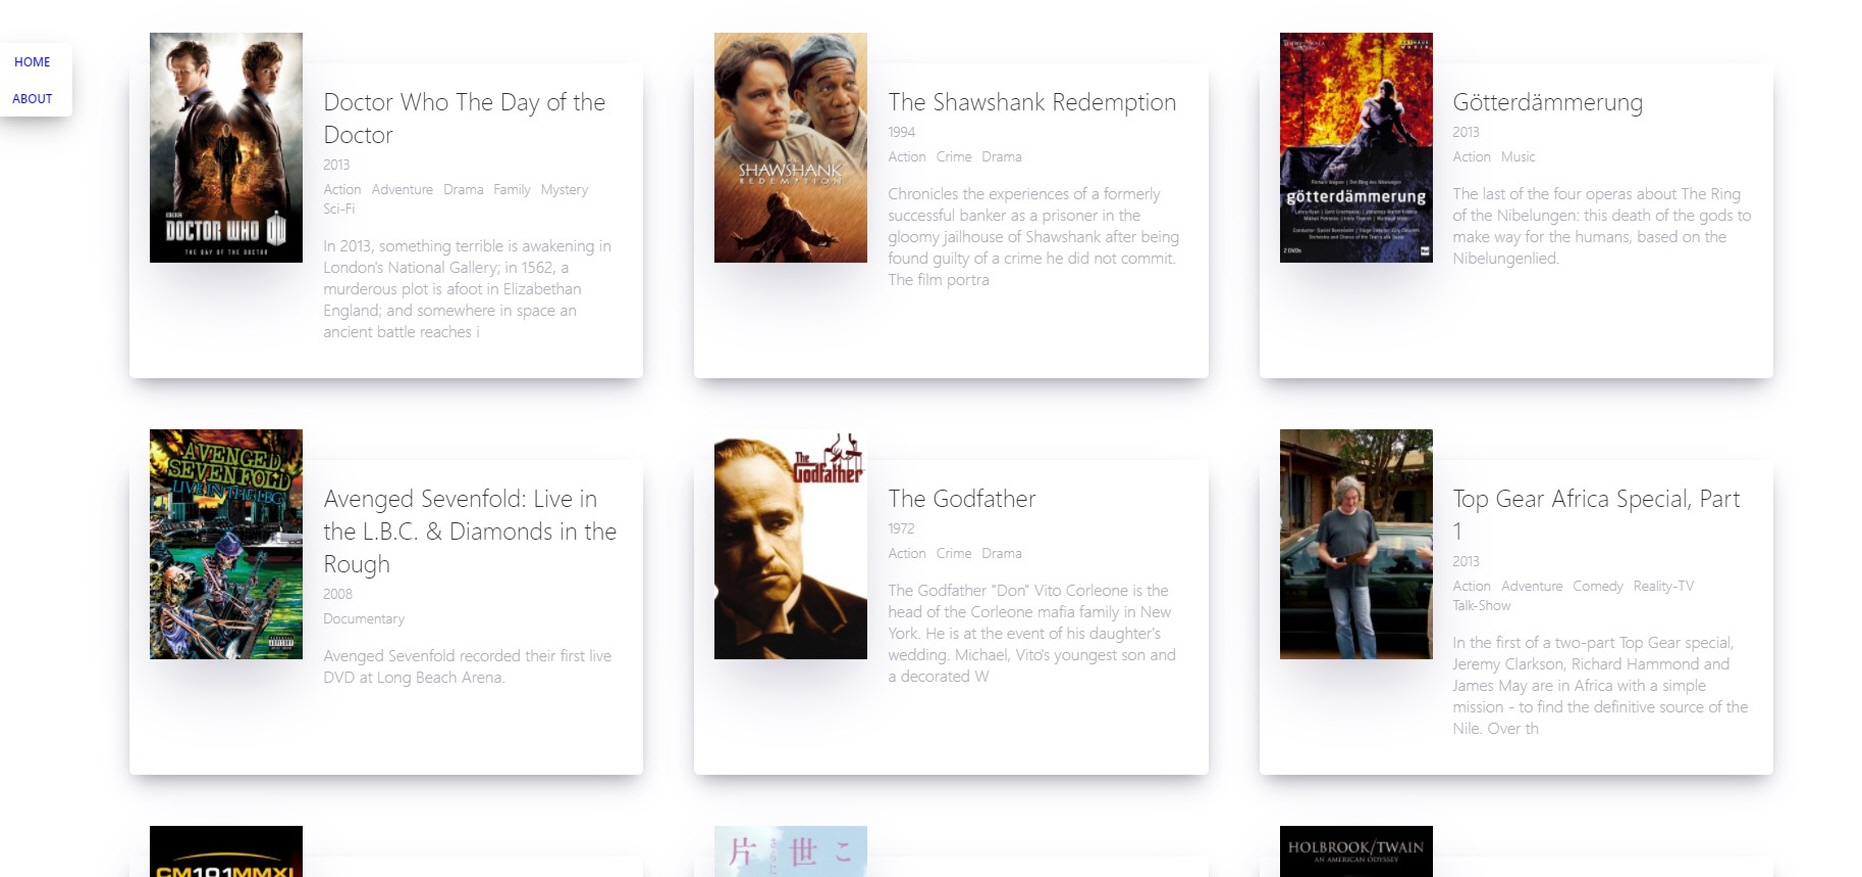 HOME
ABOUT
DOCTOR WHO
THE DAY OF THE DOCTOR
Doctor Who The Day of the
Doctor
2013
Action Adventure Drama Family Mystery
Sci-Fi
In 2013, something terrible is awakening in
London's National Gallery; in 1562, a
murderous plot is afoot in Elizabethan
England; and somewhere in space an
ancient battle reaches i
SHAWSHANK
REDEMPTION
The Shawshank Redemption
1994
Action Crime Drama
Chronicles the experiences of a formerly
successful banker as a prisoner in the
gloomy jailhouse of Shawshank after being
found guilty of a crime he did not commit.
The film portra
götterdämmerung
2 DVDs
Götterdämmerung
2013
Action Music
The last of the four operas about The Ring
of the Nibelungen: this death of the gods to
make way for the humans, based on the
Nibelungenlied.
AVENGED
SEVENFOLD
LIVE IN THE LBC
Avenged Sevenfold: Live in
the L.B.C. & Diamonds in the
Rough
2008
Documentary
Avenged Sevenfold recorded their first live
DVD at Long Beach Arena.
The
Godfather
The Godfather
1972
Action Crime Drama
The Godfather "Don" Vito Corleone is the
head of the Corleone mafia family in New
York. He is at the event of his daughter's
wedding. Michael, Vito's youngest son and
a decorated W
Top Gear Africa Special, Part
1
2013
Action Adventure Comedy Reality-TV
Talk-Show
In the first of a two-part Top Gear special,
Jeremy Clarkson, Richard Hammond and
James May are in Africa with a simple
mission - to find the definitive source of the
Nile. Over th
CM101MMXI
片世こ
HOLBROOK/TWAIN
AN AMERICAN ODYSSEY